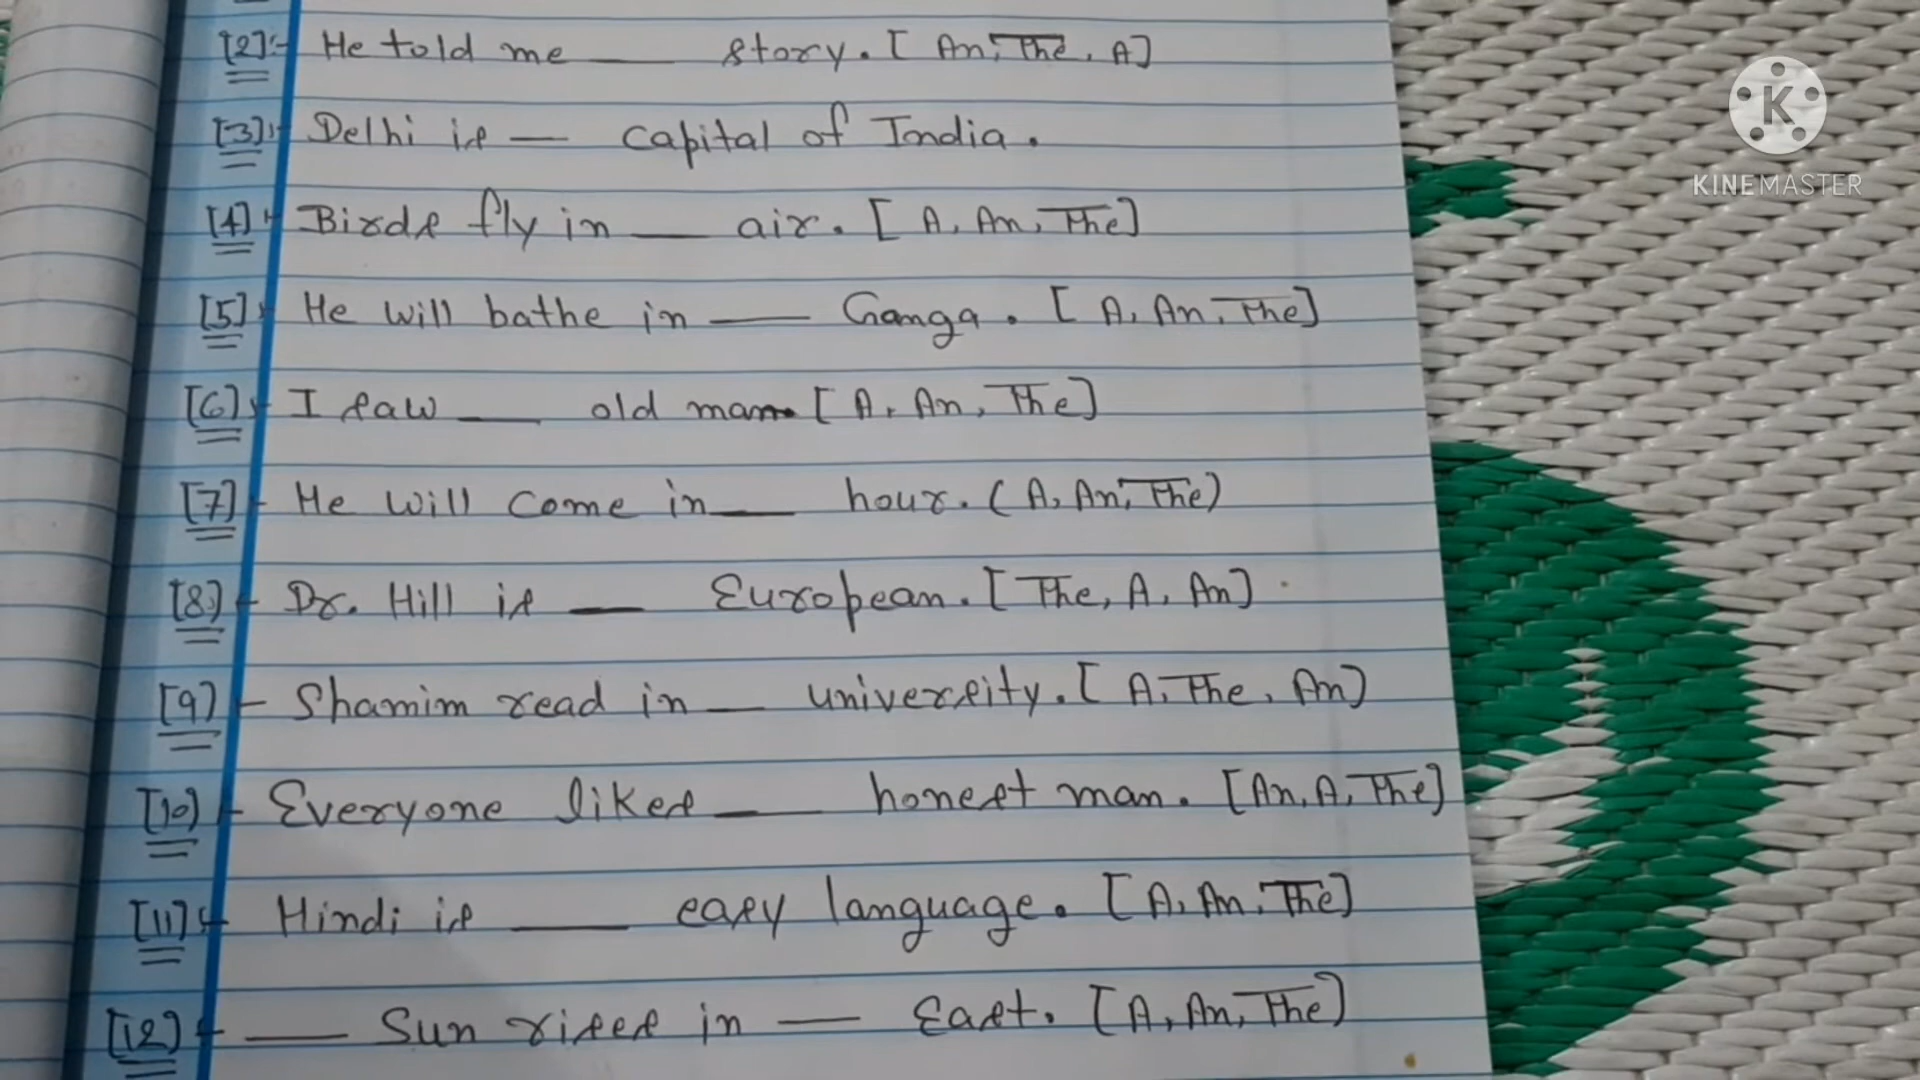 [2]:- He told me ___ story. [ An, The, A]
[3]:- Delhi is — capital of India.
[4]:- Birds fly in ___ air. [ A, An, The]
[5]:- He will bathe in ___ Ganga. [ A, An, The]
[6]:- I saw ___ old man. [ A, An, The]
[7]:- He will come in ___ hour. (A, An, The)
[8]:- Dr. Hill is ___ European. [ The, A, An]
[9]:- Shamim read in ___ university. [ A, The, An)
[10]:- Everyone likes ___ honest man. [An, A, The]
[11]:- Hindi is ___ easy language. [ A, An, The]
[12]:- ___ Sun rises in ___ East. [A, An, The]
K
KINEMASTER